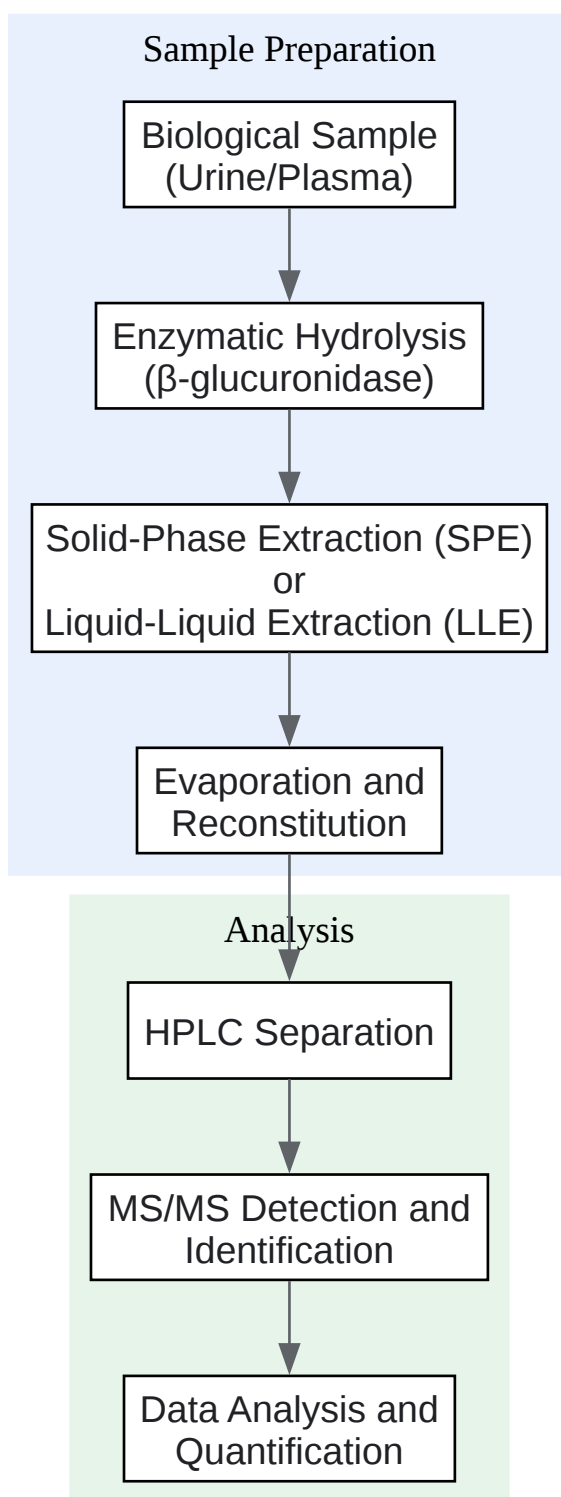 Sample Preparation
Biological Sample
(Urine/Plasma)
Enzymatic Hydrolysis
(β-glucuronidase)
Solid-Phase Extraction (SPE)
or
Liquid-Liquid Extraction (LLE)
Evaporation and
Reconstitution
Analysis
HPLC Separation
MS/MS Detection and
Identification
Data Analysis and
Quantification